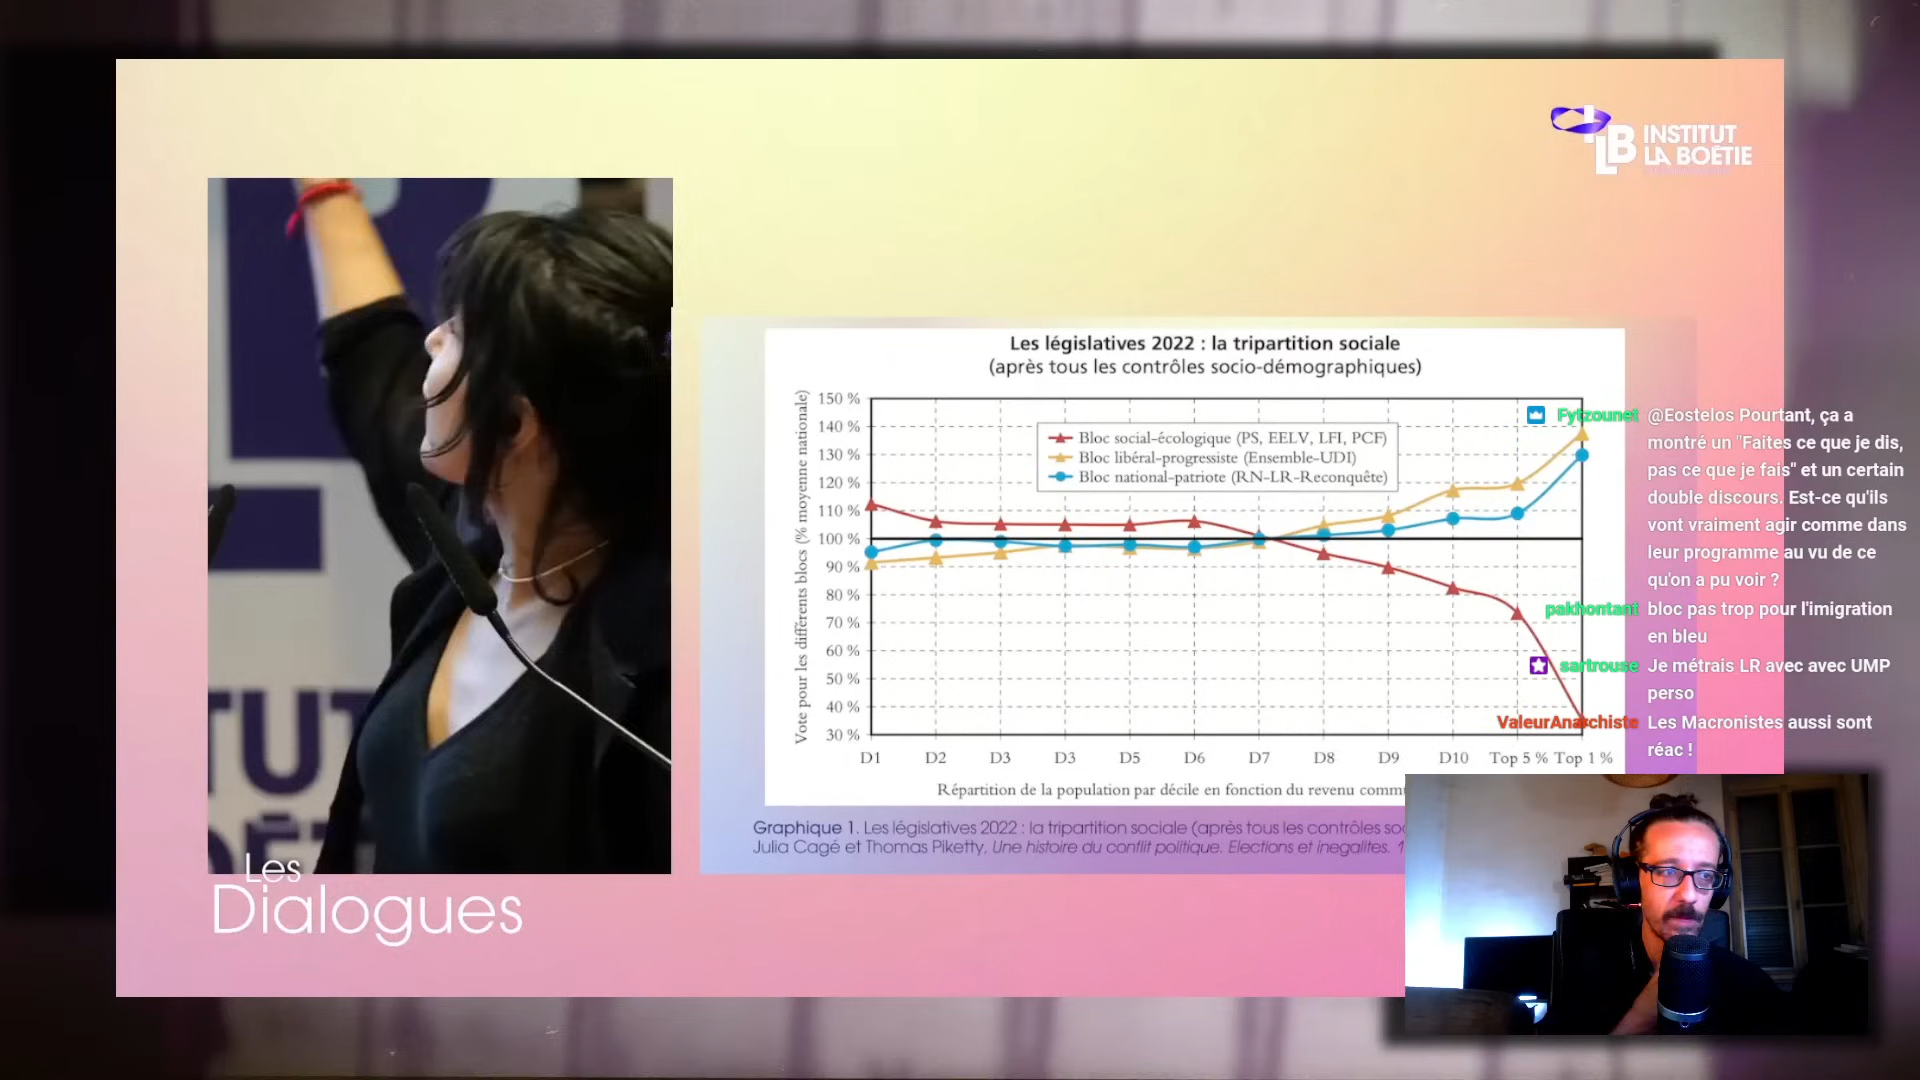 INSTITUT
LA BOÉTIE
Les législatives 2022 : la tripartition sociale
(après tous les contrôles socio-démographiques)
Vote pour les différents blocs (% moyenne nationale)
150 %
140 %
130 %
120 %
110 %
100 %
90 %
80 %
70 %
60 %
50 %
40 %
30 %
Bloc social-écologique (PS, EELV, LFI, PCF)
Bloc libéral-progressiste (Ensemble-UDI)
Bloc national-patriote (RN-LR-Reconquête)
D1 D2 D3 D3 D5 D6 D7 D8 D9 D10 Top 5 % Top 1 %
Répartition de la population par décile en fonction du revenu
Graphique 1. Les législatives 2022 : la tripartition sociale (après tous les contrôles
Julia Cagé et Thomas Piketty, Une histoire du conflit politique. Elections et inegalites.
Fytzounet @Eostelos Pourtant, ça a
montré un "Faites ce que je dis,
pas ce que je fais" et un certain
double discours. Est-ce qu'ils
vont vraiment agir comme dans
leur programme au vu de ce
qu'on a pu voir ?
pakhontant bloc pas trop pour l'imigration
en bleu
sartrouse Je métrais LR avec avec UMP
perso
ValeurAnarchiste Les Macronistes aussi sont
réac !
Les
Dialogues